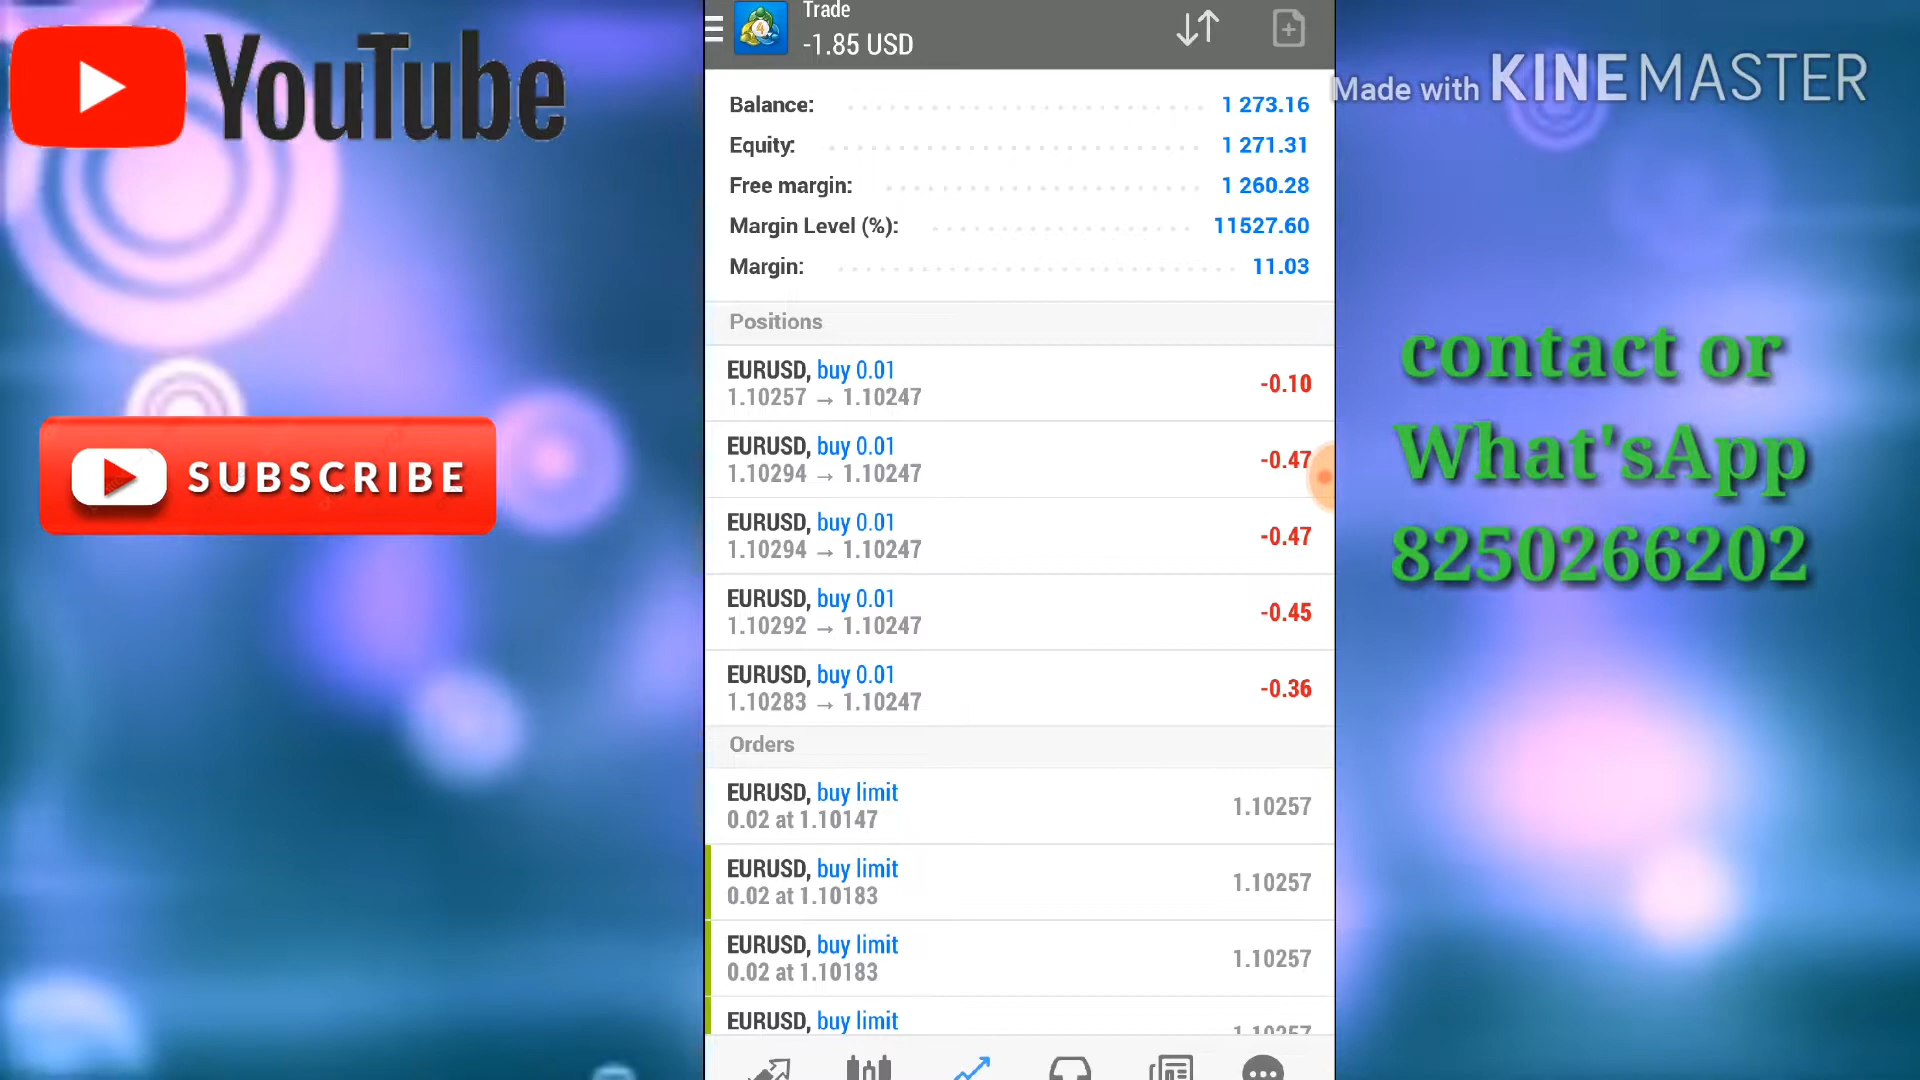 YouTube
SUBSCRIBE
Trade
-1.85 USD
Balance: 1 273.16
Equity: 1 271.31
Free margin: 1 260.28
Margin Level (%): 11527.60
Margin: 11.03
Positions
EURUSD, buy 0.01
1.10257 → 1.10247 -0.10
EURUSD, buy 0.01
1.10294 → 1.10247 -0.47
EURUSD, buy 0.01
1.10294 → 1.10247 -0.47
EURUSD, buy 0.01
1.10292 → 1.10247 -0.45
EURUSD, buy 0.01
1.10283 → 1.10247 -0.36
Orders
EURUSD, buy limit
0.02 at 1.10147 1.10257
EURUSD, buy limit
0.02 at 1.10183 1.10257
EURUSD, buy limit
0.02 at 1.10183 1.10257
EURUSD, buy limit
1.10257
Made with KINEMASTER
contact or
What'sApp
8250266202